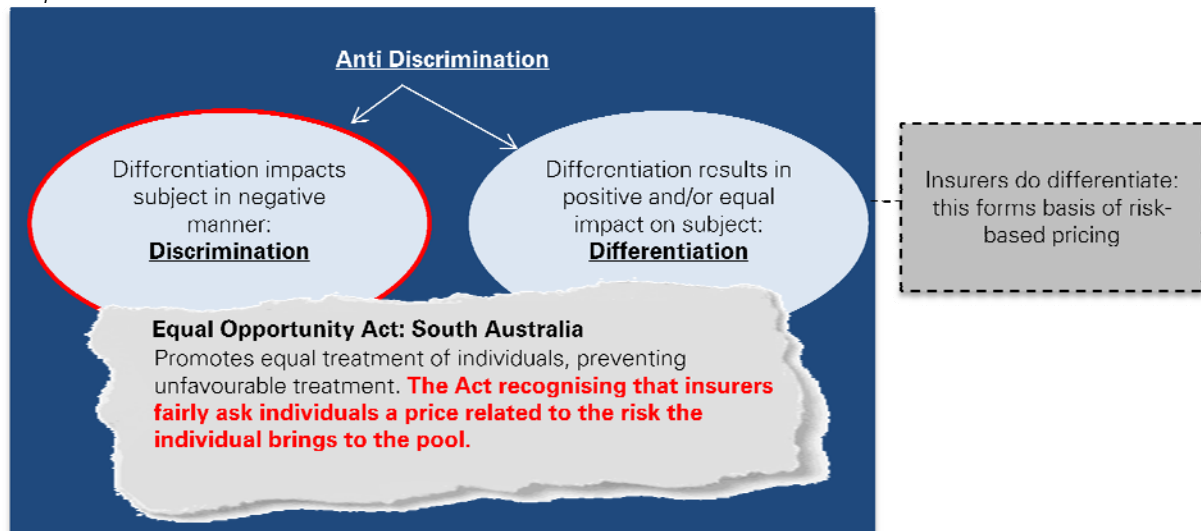 Anti Discrimination
Differentiation impacts
subject in negative
manner:
Discrimination
Differentiation results in
positive and/or equal
impact on subject:
Differentiation
Insurers do differentiate:
this forms basis of risk-
based pricing
Equal Opportunity Act: South Australia
Promotes equal treatment of individuals, preventing
unfavourable treatment. The Act recognising that insurers
fairly ask individuals a price related to the risk the
individual brings to the pool.